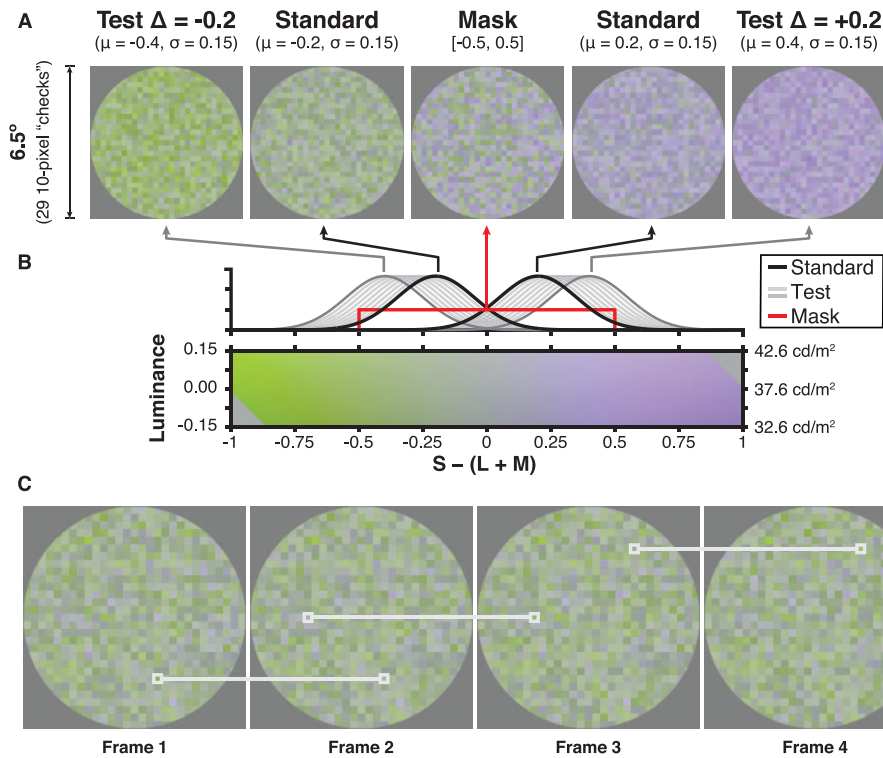 A
Test Δ = -0.2
(μ = -0.4, σ = 0.15)
Standard
(μ = -0.2, σ = 0.15)
Mask
[-0.5, 0.5]
Standard
(μ = 0.2, σ = 0.15)
Test Δ = +0.2
(μ = 0.4, σ = 0.15)
6.5°
(29 10-pixel “checks”)
B
Standard
Test
Mask
Luminance
0.15
0.00
-0.15
42.6 cd/m²
37.6 cd/m²
32.6 cd/m²
-1 -0.75 -0.5 -0.25 0 0.25 0.5 0.75 1
S – (L + M)
C
Frame 1 Frame 2 Frame 3 Frame 4